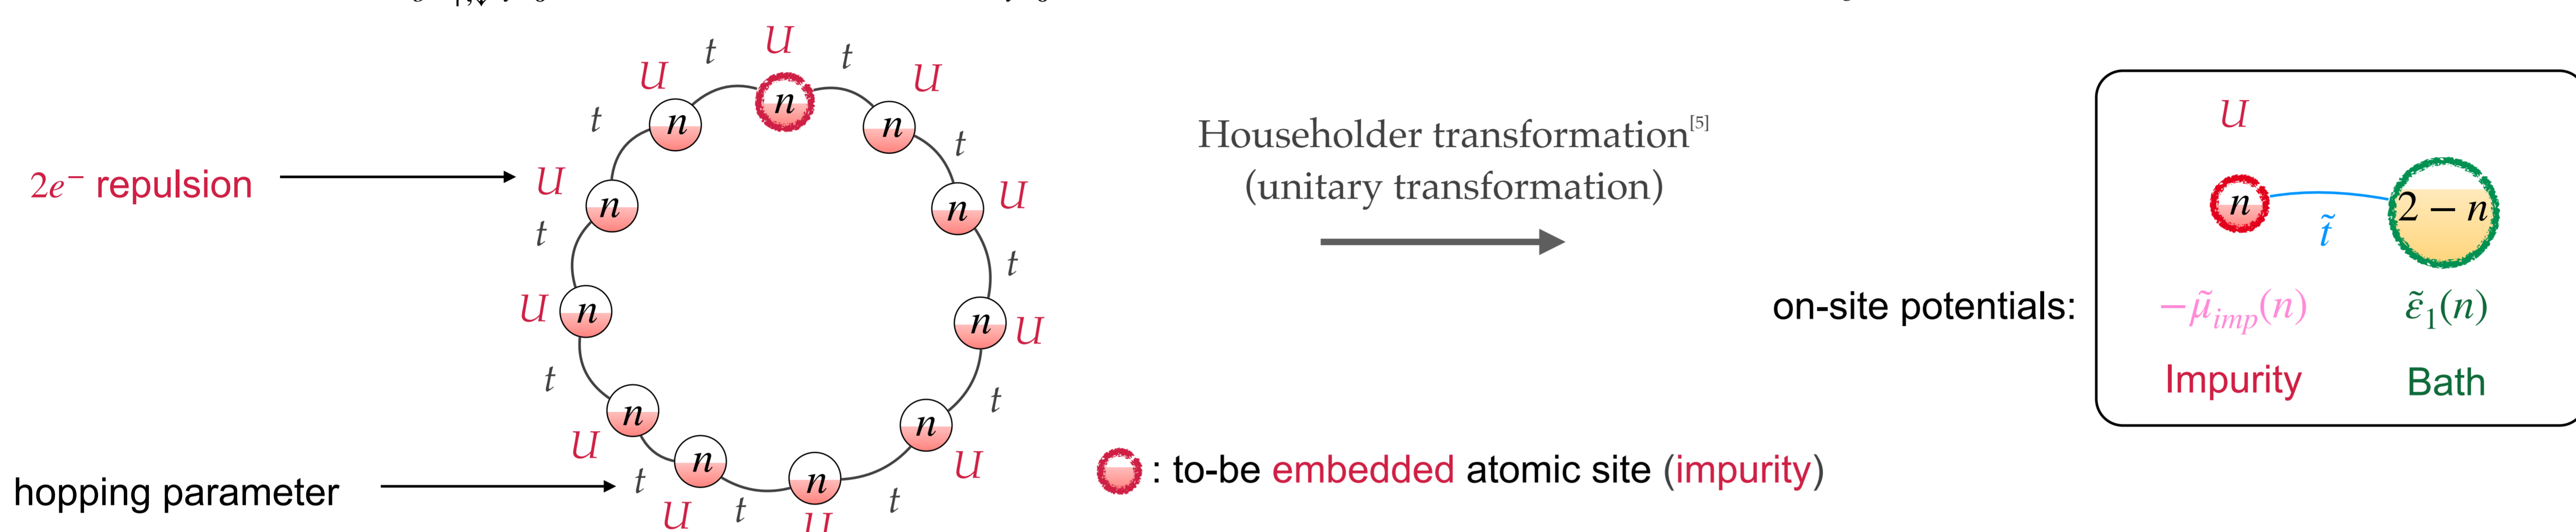 U
t t
U U
n
n n
t t
Householder transformation[5]
(unitary transformation)
2e⁻ repulsion
U U
n n
t t
U U
n n
t t
n n
U U
n n
t t
U t U
hopping parameter
: to-be embedded atomic site (impurity)
U
n 2 − n
t̃
on-site potentials: −μ̃imp(n) ε̃1(n)
Impurity Bath